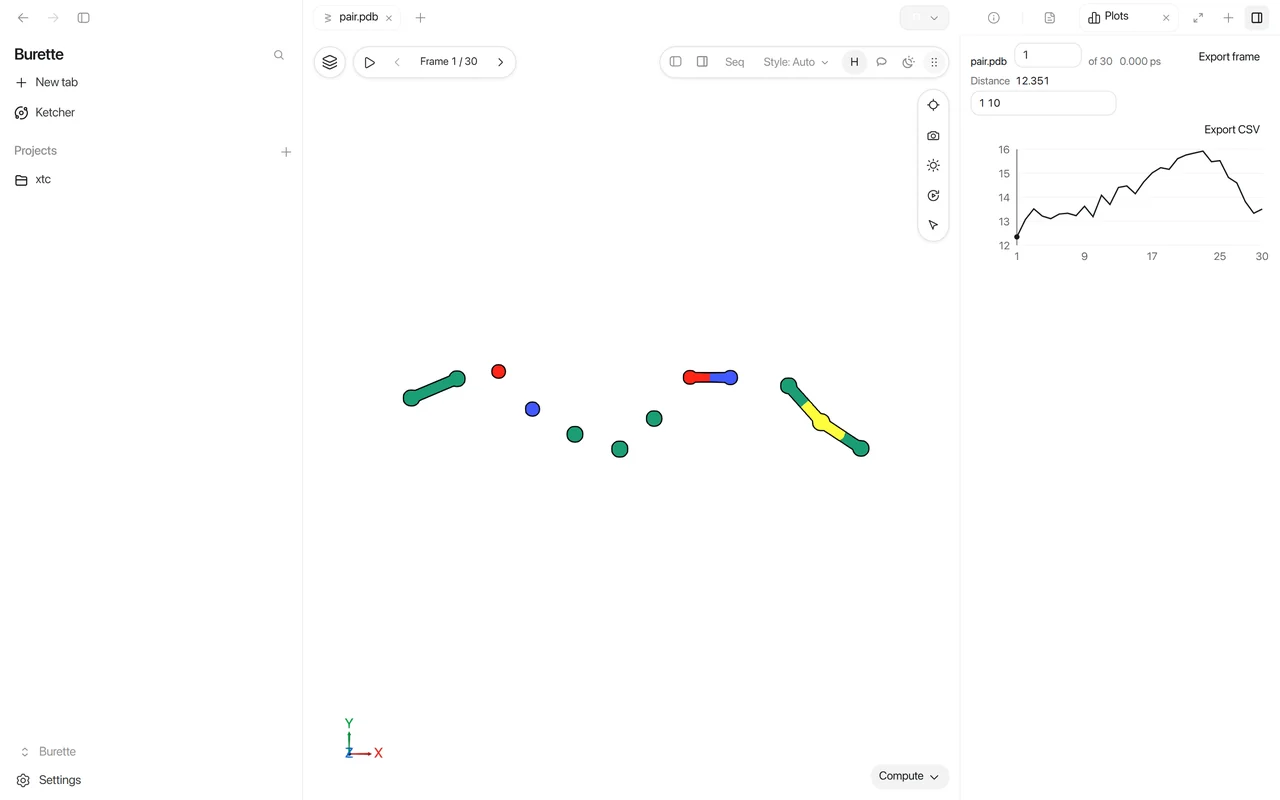 Burette
New tab
Ketcher
Projects
xtc
Burette
Settings
pair.pdb
Frame 1 / 30
Seq
Style: Auto
H
Y
Z
X
Compute
Plots
pair.pdb
1
of 30
0.000 ps
Export frame
Distance 12.351
1 10
Export CSV
16
15
14
13
12
1 9 17 25 30